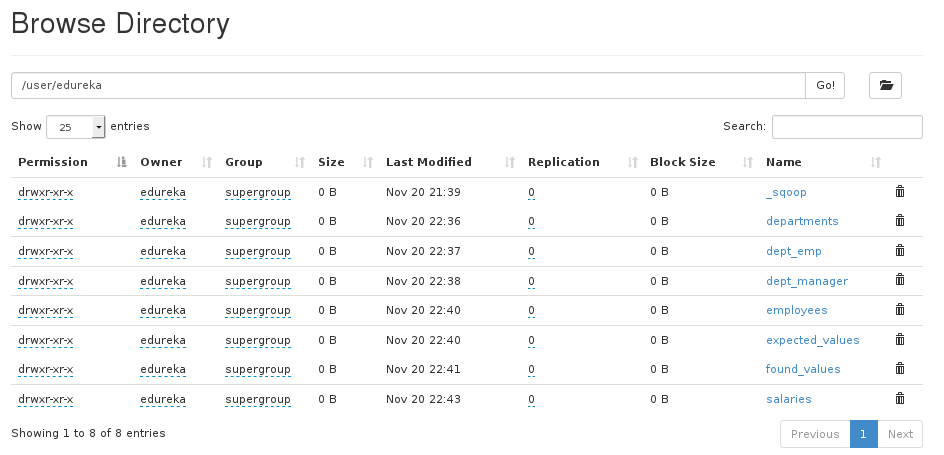 Browse Directory
/user/edureka Go!
Show 25 entries Search:
Permission Owner Group Size Last Modified Replication Block Size Name
drwxr-xr-x edureka supergroup 0 B Nov 20 21:39 0 0 B _sqoop
drwxr-xr-x edureka supergroup 0 B Nov 20 22:36 0 0 B departments
drwxr-xr-x edureka supergroup 0 B Nov 20 22:37 0 0 B dept_emp
drwxr-xr-x edureka supergroup 0 B Nov 20 22:38 0 0 B dept_manager
drwxr-xr-x edureka supergroup 0 B Nov 20 22:40 0 0 B employees
drwxr-xr-x edureka supergroup 0 B Nov 20 22:40 0 0 B expected_values
drwxr-xr-x edureka supergroup 0 B Nov 20 22:41 0 0 B found_values
drwxr-xr-x edureka supergroup 0 B Nov 20 22:43 0 0 B salaries
Showing 1 to 8 of 8 entries Previous 1 Next